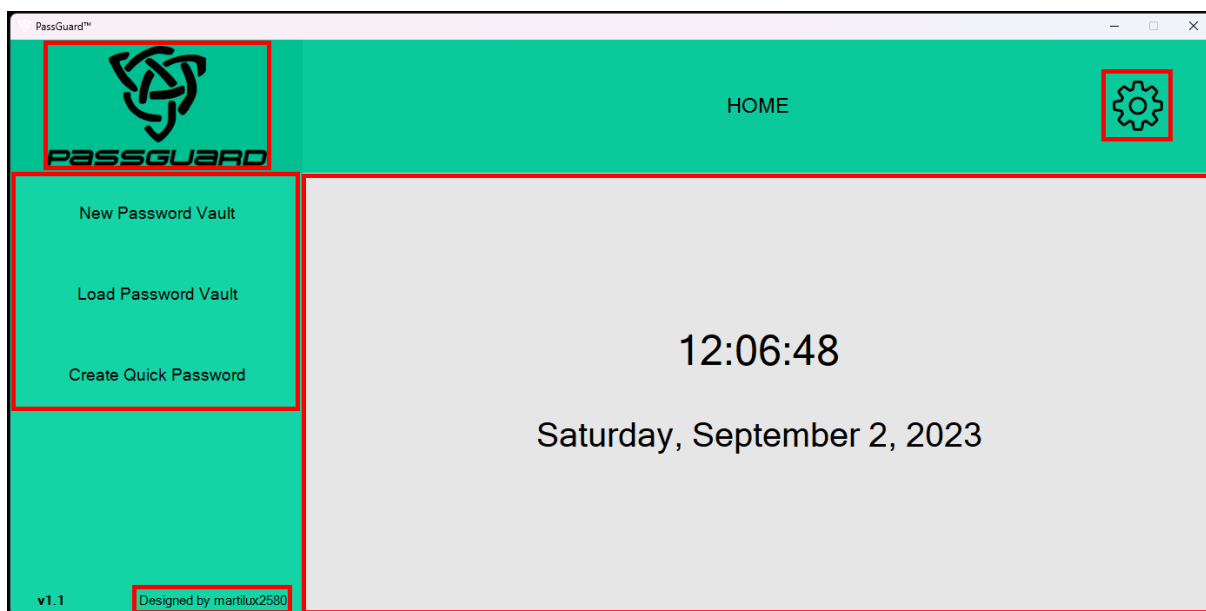 PassGuard™
PASSGUARD
HOME
New Password Vault
Load Password Vault
Create Quick Password
12:06:48
Saturday, September 2, 2023
v1.1
Designed by martilux2580